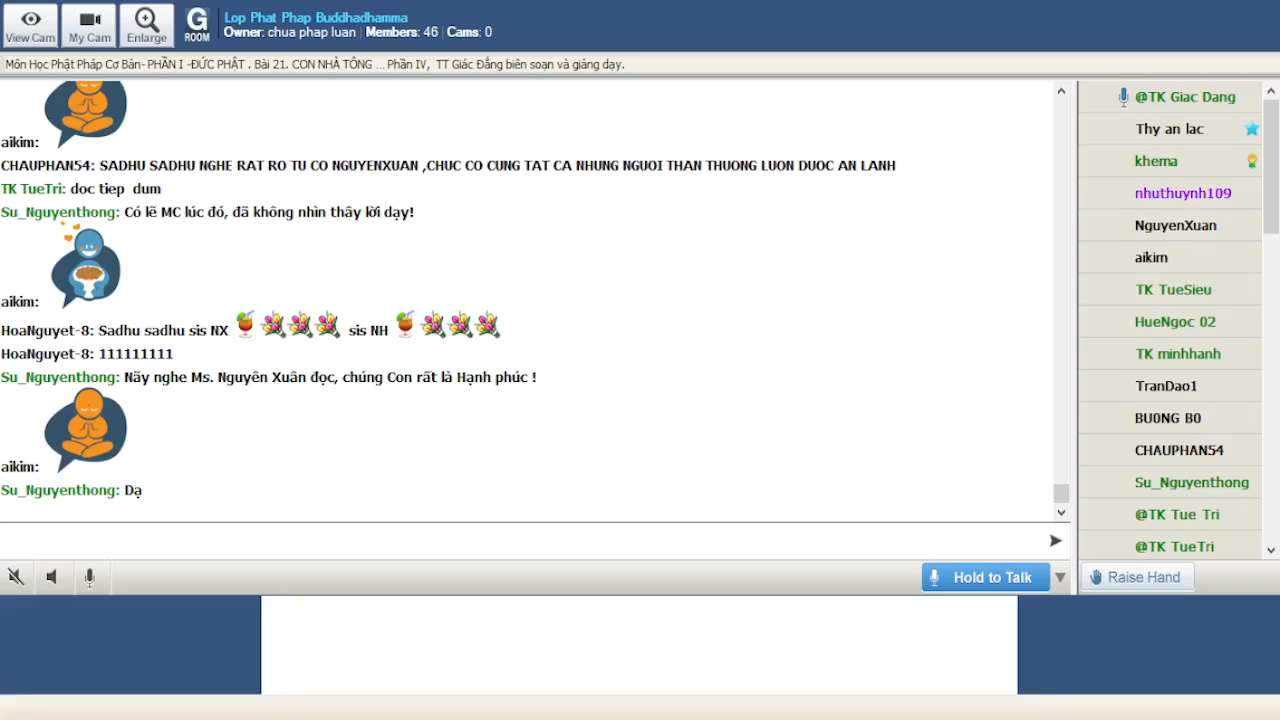 View Cam
My Cam
Enlarge
G
ROOM
Lop Phat Phap Buddhadhamma
Owner: chua phap luan | Members: 46 | Cams: 0
Môn Học Phật Pháp Cơ Bản- PHẦN I -ĐỨC PHẬT . Bài 21. CON NHÀ TÔNG ... Phần IV, TT Giác Đẳng biên soạn và giảng dạy.
aikim:
CHAUPHAN54: SADHU SADHU NGHE RAT RO TU CO NGUYENXUAN ,CHUC CO CUNG TAT CA NHUNG NGUOI THAN THUONG LUON DUOC AN LANH
TK TueTri: doc tiep dum
Su_Nguyenthong: Có lẽ MC lúc đó, đã không nhìn thây lời dạy!
aikim:
HoaNguyet-8: Sadhu sadhu sis NX sis NH
HoaNguyet-8: 111111111
Su_Nguyenthong: Nãy nghe Ms. Nguyên Xuân đọc, chúng Con rất là Hạnh phúc !
aikim:
Su_Nguyenthong: Dạ
Hold to Talk
@TK Giac Dang
Thy an lac
khema
nhuthuynh109
NguyenXuan
aikim
TK TueSieu
HueNgoc 02
TK minhhanh
TranDao1
BU0NG B0
CHAUPHAN54
Su_Nguyenthong
@TK Tue Tri
@TK TueTri
Raise Hand